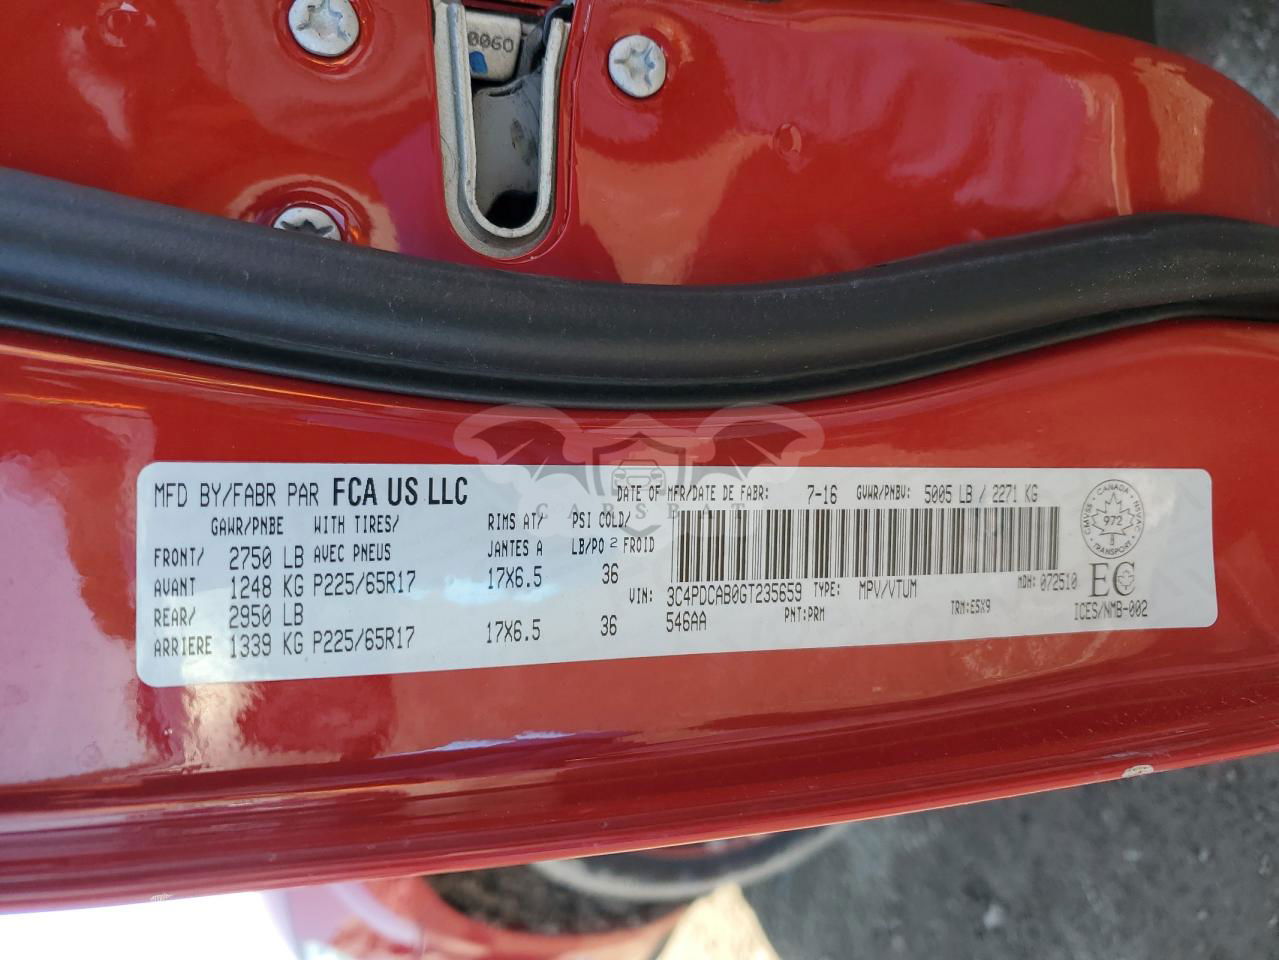 0060
CARSBAT
MFD BY/FABR PAR FCA US LLC DATE OF MFR/DATE DE FABR: 7-16 GVWR/PNBV: 5005 LB / 2271 KG
GAWR/PNBE WITH TIRES/ RIMS AT/ PSI COLD/
FRONT/ 2750 LB AVEC PNEUS JANTES A LB/PO 2 FROID
AVANT 1248 KG P225/65R17 17X6.5 36 VIN: 3C4PDCAB0GT235659 TYPE: MPV/VTUM MDH: 072510
REAR/ 2950 LB 546AA PNT:PRM TRM:E5X9
ARRIERE 1339 KG P225/65R17 17X6.5 36
CANADA
CMVSS NSVAC
972
TRANSPORT
EC
ICES/NMB-002